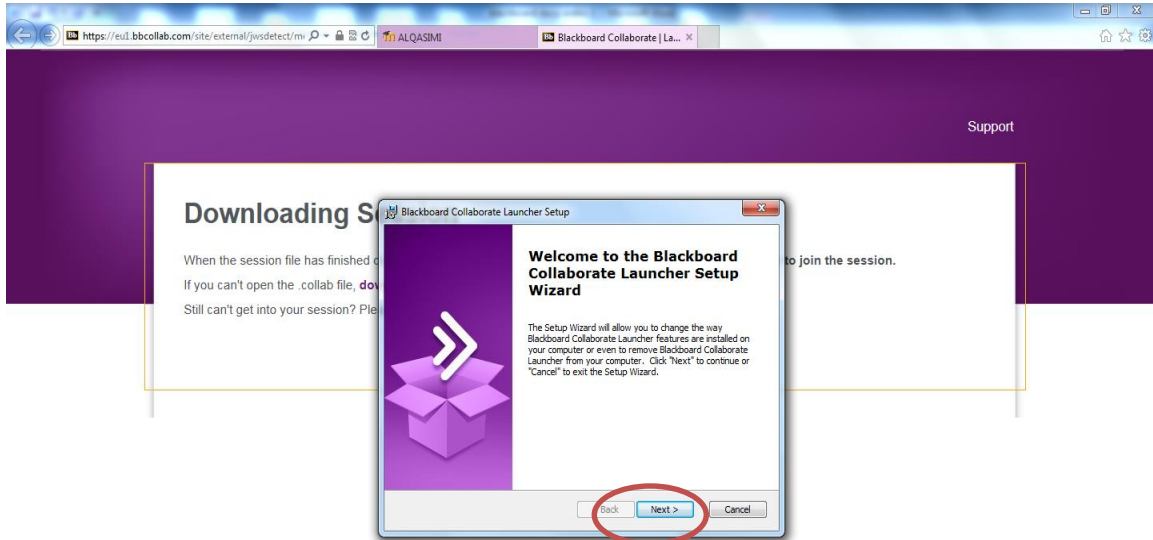 https://eu1.bbcollab.com/site/external/jwsdetect/m
ALQASIMI
Blackboard Collaborate | La...
Support
Downloading S
When the session file has finished
to join the session.
If you can't open the .collab file,
Still can't get into your session?
Blackboard Collaborate Launcher Setup
Welcome to the Blackboard
Collaborate Launcher Setup
Wizard
The Setup Wizard will allow you to change the way
Blackboard Collaborate Launcher features are installed on
your computer or even to remove Blackboard Collaborate
Launcher from your computer. Click "Next" to continue or
"Cancel" to exit the Setup Wizard.
Back
Next >
Cancel